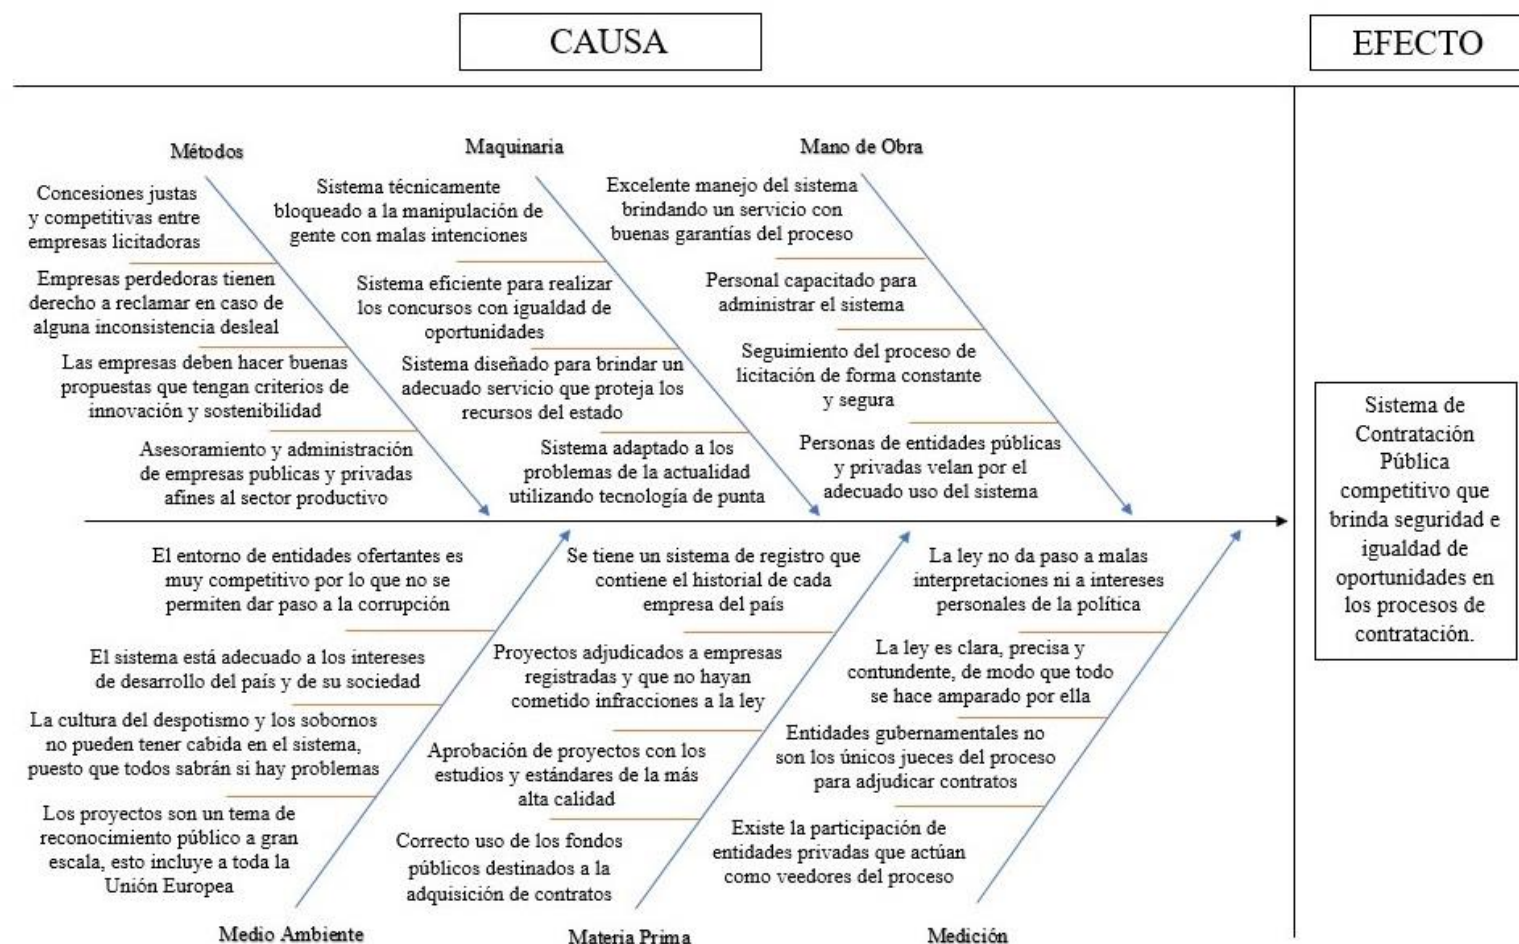 CAUSA
EFECTO
Métodos
Concesiones justas
y competitivas entre
empresas licitadoras
Empresas perdedoras tienen
derecho a reclamar en caso de
alguna inconsistencia desleal
Las empresas deben hacer buenas
propuestas que tengan criterios de
innovación y sostenibilidad
Asesoramiento y administración
de empresas publicas y privadas
afines al sector productivo
Maquinaria
Sistema técnicamente
bloqueado a la manipulación de
gente con malas intenciones
Sistema eficiente para realizar
los concursos con igualdad de
oportunidades
Sistema diseñado para brindar un
adecuado servicio que proteja los
recursos del estado
Sistema adaptado a los
problemas de la actualidad
utilizando tecnología de punta
Mano de Obra
Excelente manejo del sistema
brindando un servicio con
buenas garantías del proceso
Personal capacitado para
administrar el sistema
Seguimiento del proceso de
licitación de forma constante
y segura
Personas de entidades públicas
y privadas velan por el
adecuado uso del sistema
El entorno de entidades ofertantes es
muy competitivo por lo que no se
permiten dar paso a la corrupción
El sistema está adecuado a los intereses
de desarrollo del país y de su sociedad
La cultura del despotismo y los sobornos
no pueden tener cabida en el sistema,
puesto que todos sabrán si hay problemas
Los proyectos son un tema de
reconocimiento público a gran
escala, esto incluye a toda la
Unión Europea
Medio Ambiente
Se tiene un sistema de registro que
contiene el historial de cada
empresa del país
Proyectos adjudicados a empresas
registradas y que no hayan
cometido infracciones a la ley
Aprobación de proyectos con los
estudios y estándares de la más
alta calidad
Correcto uso de los fondos
públicos destinados a la
adquisición de contratos
Materia Prima
La ley no da paso a malas
interpretaciones ni a intereses
personales de la política
La ley es clara, precisa y
contundente, de modo que todo
se hace amparado por ella
Entidades gubernamentales no
son los únicos jueces del proceso
para adjudicar contratos
Existe la participación de
entidades privadas que actúan
como veedores del proceso
Medición
Sistema de
Contratación
Pública
competitivo que
brinda seguridad e
igualdad de
oportunidades en
los procesos de
contratación.